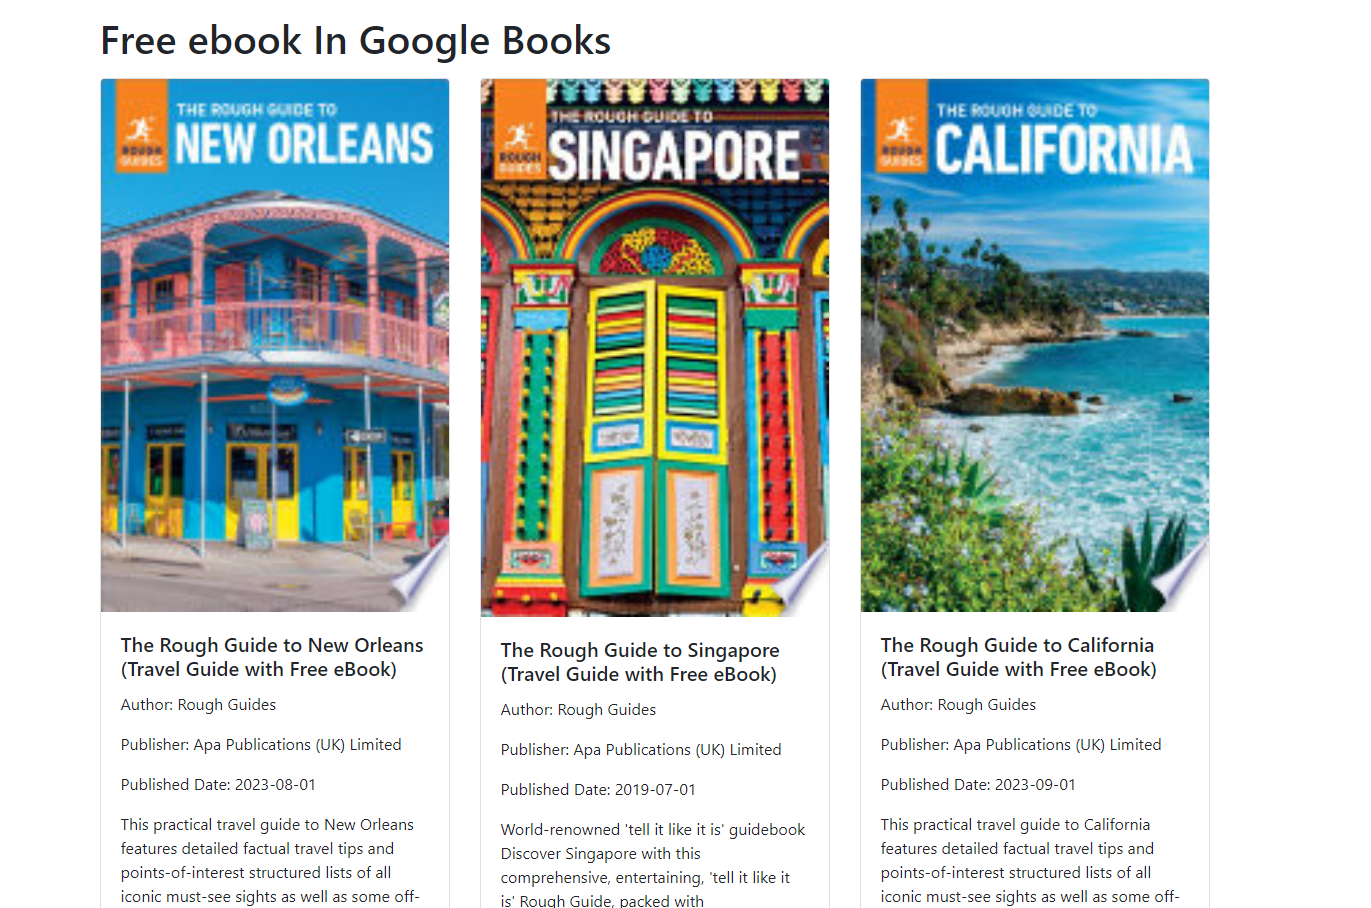 Free ebook In Google Books
THE ROUGH GUIDE TO
NEW ORLEANS
ROUGH
GUIDES
The Rough Guide to New Orleans
(Travel Guide with Free eBook)
Author: Rough Guides
Publisher: Apa Publications (UK) Limited
Published Date: 2023-08-01
This practical travel guide to New Orleans
features detailed factual travel tips and
points-of-interest structured lists of all
iconic must-see sights as well as some off-
THE ROUGH GUIDE TO
SINGAPORE
ROUGH
GUIDES
The Rough Guide to Singapore
(Travel Guide with Free eBook)
Author: Rough Guides
Publisher: Apa Publications (UK) Limited
Published Date: 2019-07-01
World-renowned 'tell it like it is' guidebook
Discover Singapore with this
comprehensive, entertaining, 'tell it like it
is' Rough Guide, packed with
THE ROUGH GUIDE TO
CALIFORNIA
ROUGH
GUIDES
The Rough Guide to California
(Travel Guide with Free eBook)
Author: Rough Guides
Publisher: Apa Publications (UK) Limited
Published Date: 2023-09-01
This practical travel guide to California
features detailed factual travel tips and
points-of-interest structured lists of all
iconic must-see sights as well as some off-